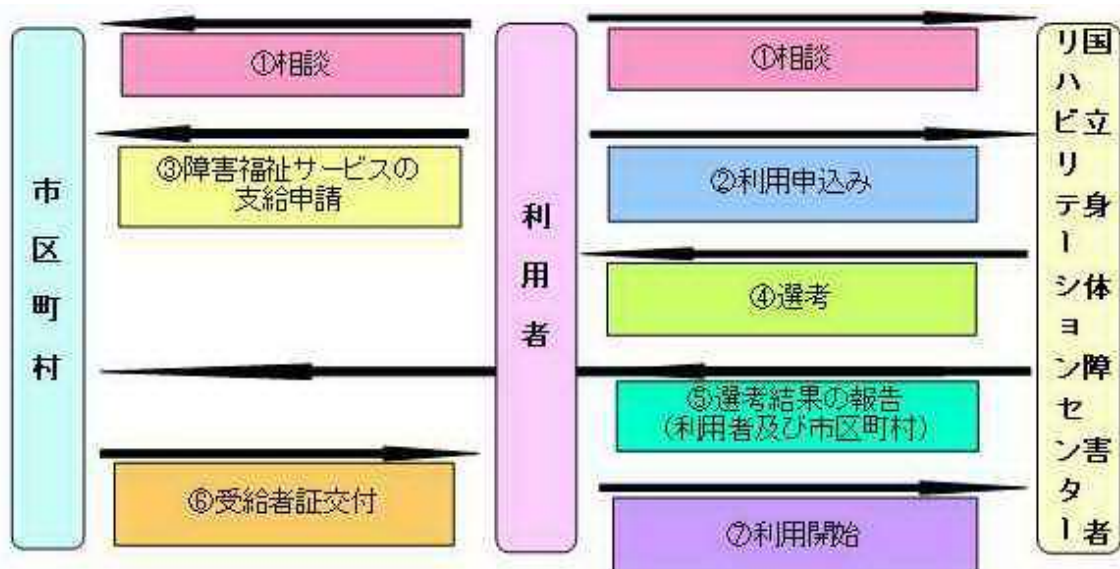 ①相談
①相談
③障害福祉サービスの
支給申請
②利用申込み
④選考
⑤選考結果の報告
(利用者及び市区町村)
⑥受給者証交付
⑦利用開始
市区町村
利用者
国立身体障害者
リハビリテーションセンター